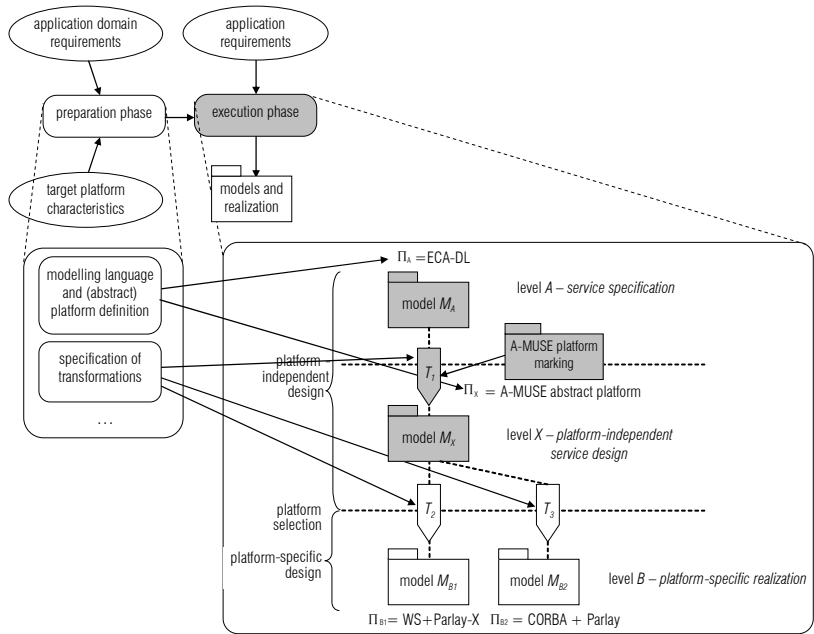 application domain
requirements
application
requirements
preparation phase
execution phase
target platform
characteristics
models and
realization
modelling language
and (abstract)
platform definition
specification of
transformations
...
Π_A =ECA-DL
model M_A
level A – service specification
A-MUSE platform
marking
platform -
independent
design
T_1
Π_X = A-MUSE abstract platform
model M_X
level X – platform-independent
service design
platform
selection
T_2
T_3
platform-specific
design
model M_B1
model M_B2
level B – platform-specific realization
Π_B1= WS+Parlay-X
Π_B2 = CORBA + Parlay